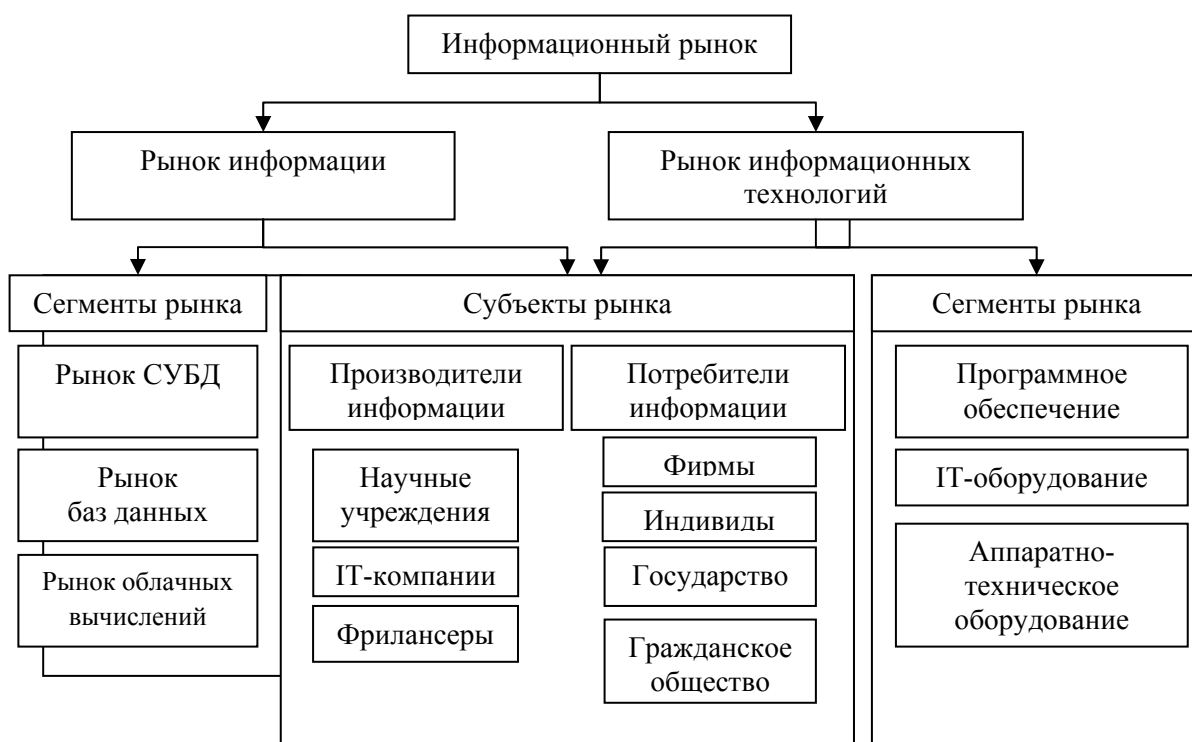 Информационный рынок
Рынок информации
Рынок информационных
технологий
Сегменты рынка
Рынок СУБД
Рынок
баз данных
Рынок облачных
вычислений
Субъекты рынка
Производители
информации
Научные
учреждения
IT-компании
Фрилансеры
Потребители
информации
Фирмы
Индивиды
Государство
Гражданское
общество
Сегменты рынка
Программное
обеспечение
IT-оборудование
Аппаратно-
техническое
оборудование